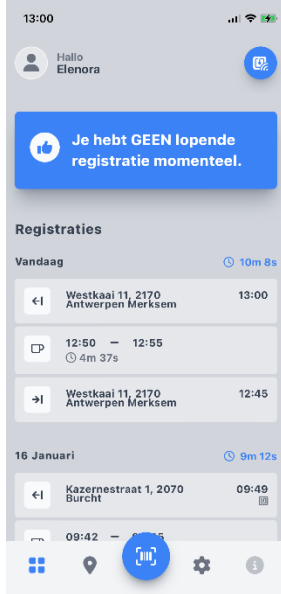 13:00
Hallo
Elenora
Je hebt GEEN lopende
registratie momenteel.
Registraties
Vandaag 10m 8s
Westkaai 11, 2170 13:00
Antwerpen Merksem
12:50 — 12:55
4m 37s
Westkaai 11, 2170 12:45
Antwerpen Merksem
16 Januari 9m 12s
Kazernestraat 1, 2070 09:49
Burcht
09:42 —